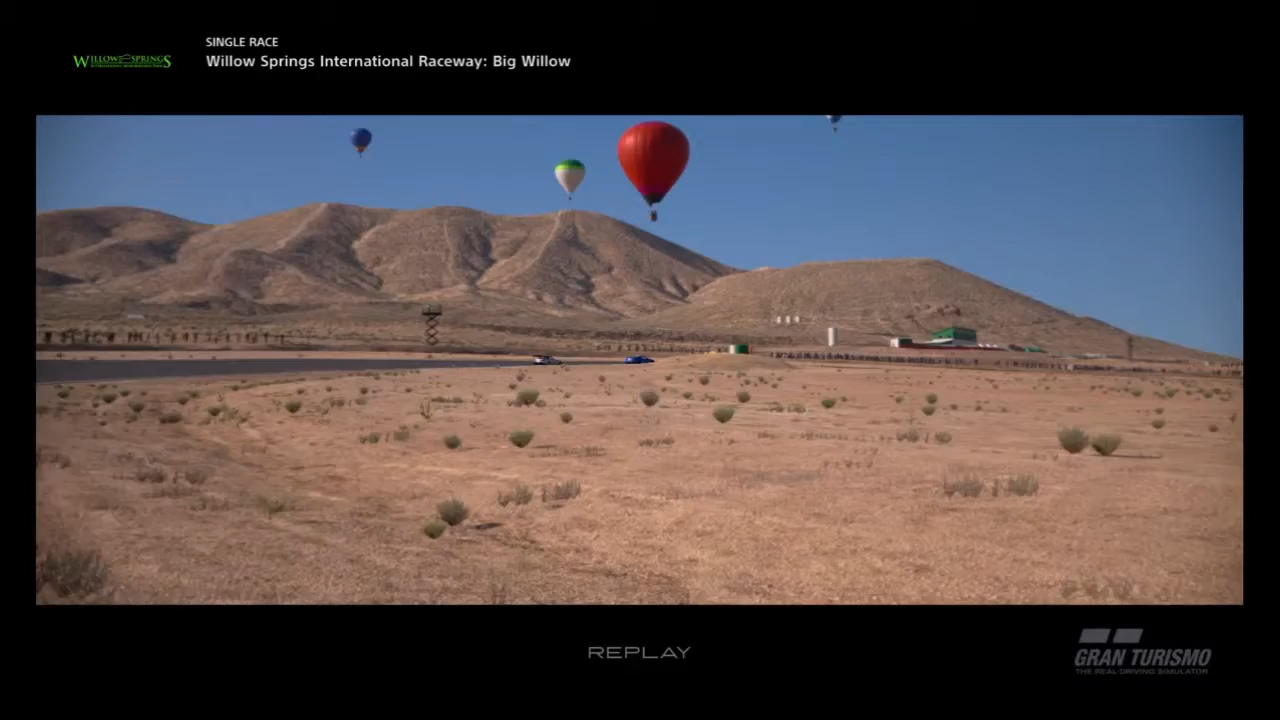 WILLOW SPRINGS
SINGLE RACE
Willow Springs International Raceway: Big Willow
REPLAY
GRAN TURISMO
THE REAL DRIVING SIMULATOR